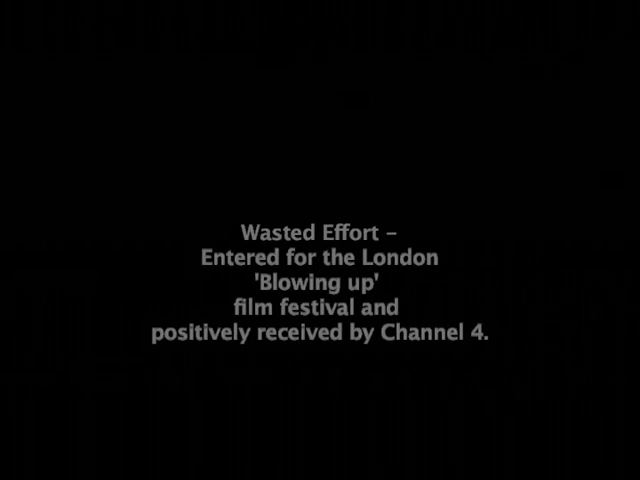 Wasted Effort –
Entered for the London
'Blowing up'
film festival and
positively received by Channel 4.